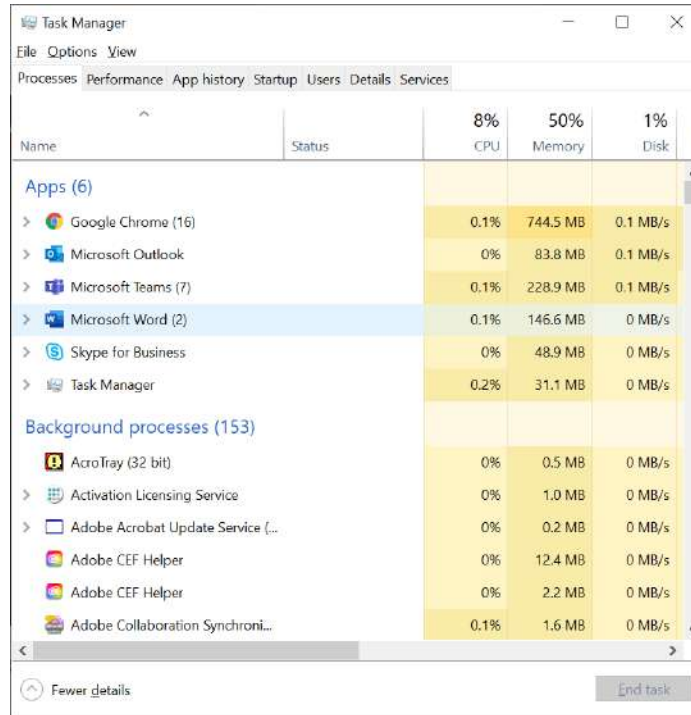 Task Manager
File Options View
Processes Performance App history Startup Users Details Services
8% 50% 1%
Name Status CPU Memory Disk
Apps (6)
Google Chrome (16) 0.1% 744.5 MB 0.1 MB/s
Microsoft Outlook 0% 83.8 MB 0.1 MB/s
Microsoft Teams (7) 0.1% 228.9 MB 0.1 MB/s
Microsoft Word (2) 0.1% 146.6 MB 0 MB/s
Skype for Business 0% 48.9 MB 0 MB/s
Task Manager 0.2% 31.1 MB 0 MB/s
Background processes (153)
AcroTray (32 bit) 0% 0.5 MB 0 MB/s
Activation Licensing Service 0% 1.0 MB 0 MB/s
Adobe Acrobat Update Service (... 0% 0.2 MB 0 MB/s
Adobe CEF Helper 0% 12.4 MB 0 MB/s
Adobe CEF Helper 0% 2.2 MB 0 MB/s
Adobe Collaboration Synchroni... 0.1% 1.6 MB 0 MB/s
Fewer details End task